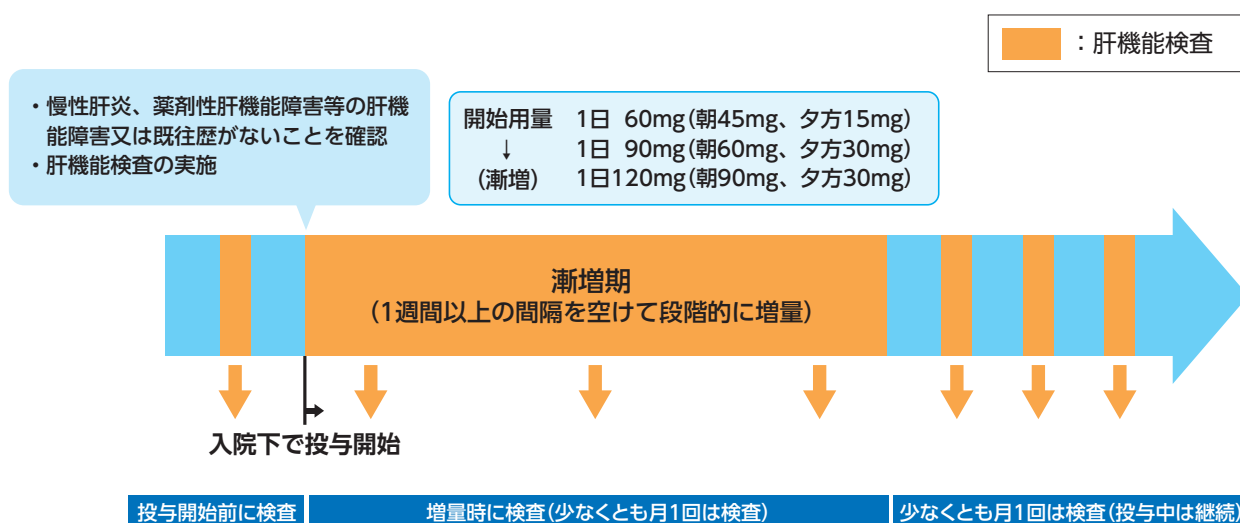 ：肝機能検査
・慢性肝炎、薬剤性肝機能障害等の肝機
能障害又は既往歴がないことを確認
・肝機能検査の実施
開始用量 1日 60mg(朝45mg、夕方15mg)
↓ 1日 90mg(朝60mg、夕方30mg)
(漸増) 1日120mg(朝90mg、夕方30mg)
漸増期
(1週間以上の間隔を空けて段階的に増量)
入院下で投与開始
投与開始前に検査
増量時に検査(少なくとも月1回は検査)
少なくとも月1回は検査(投与中は継続)